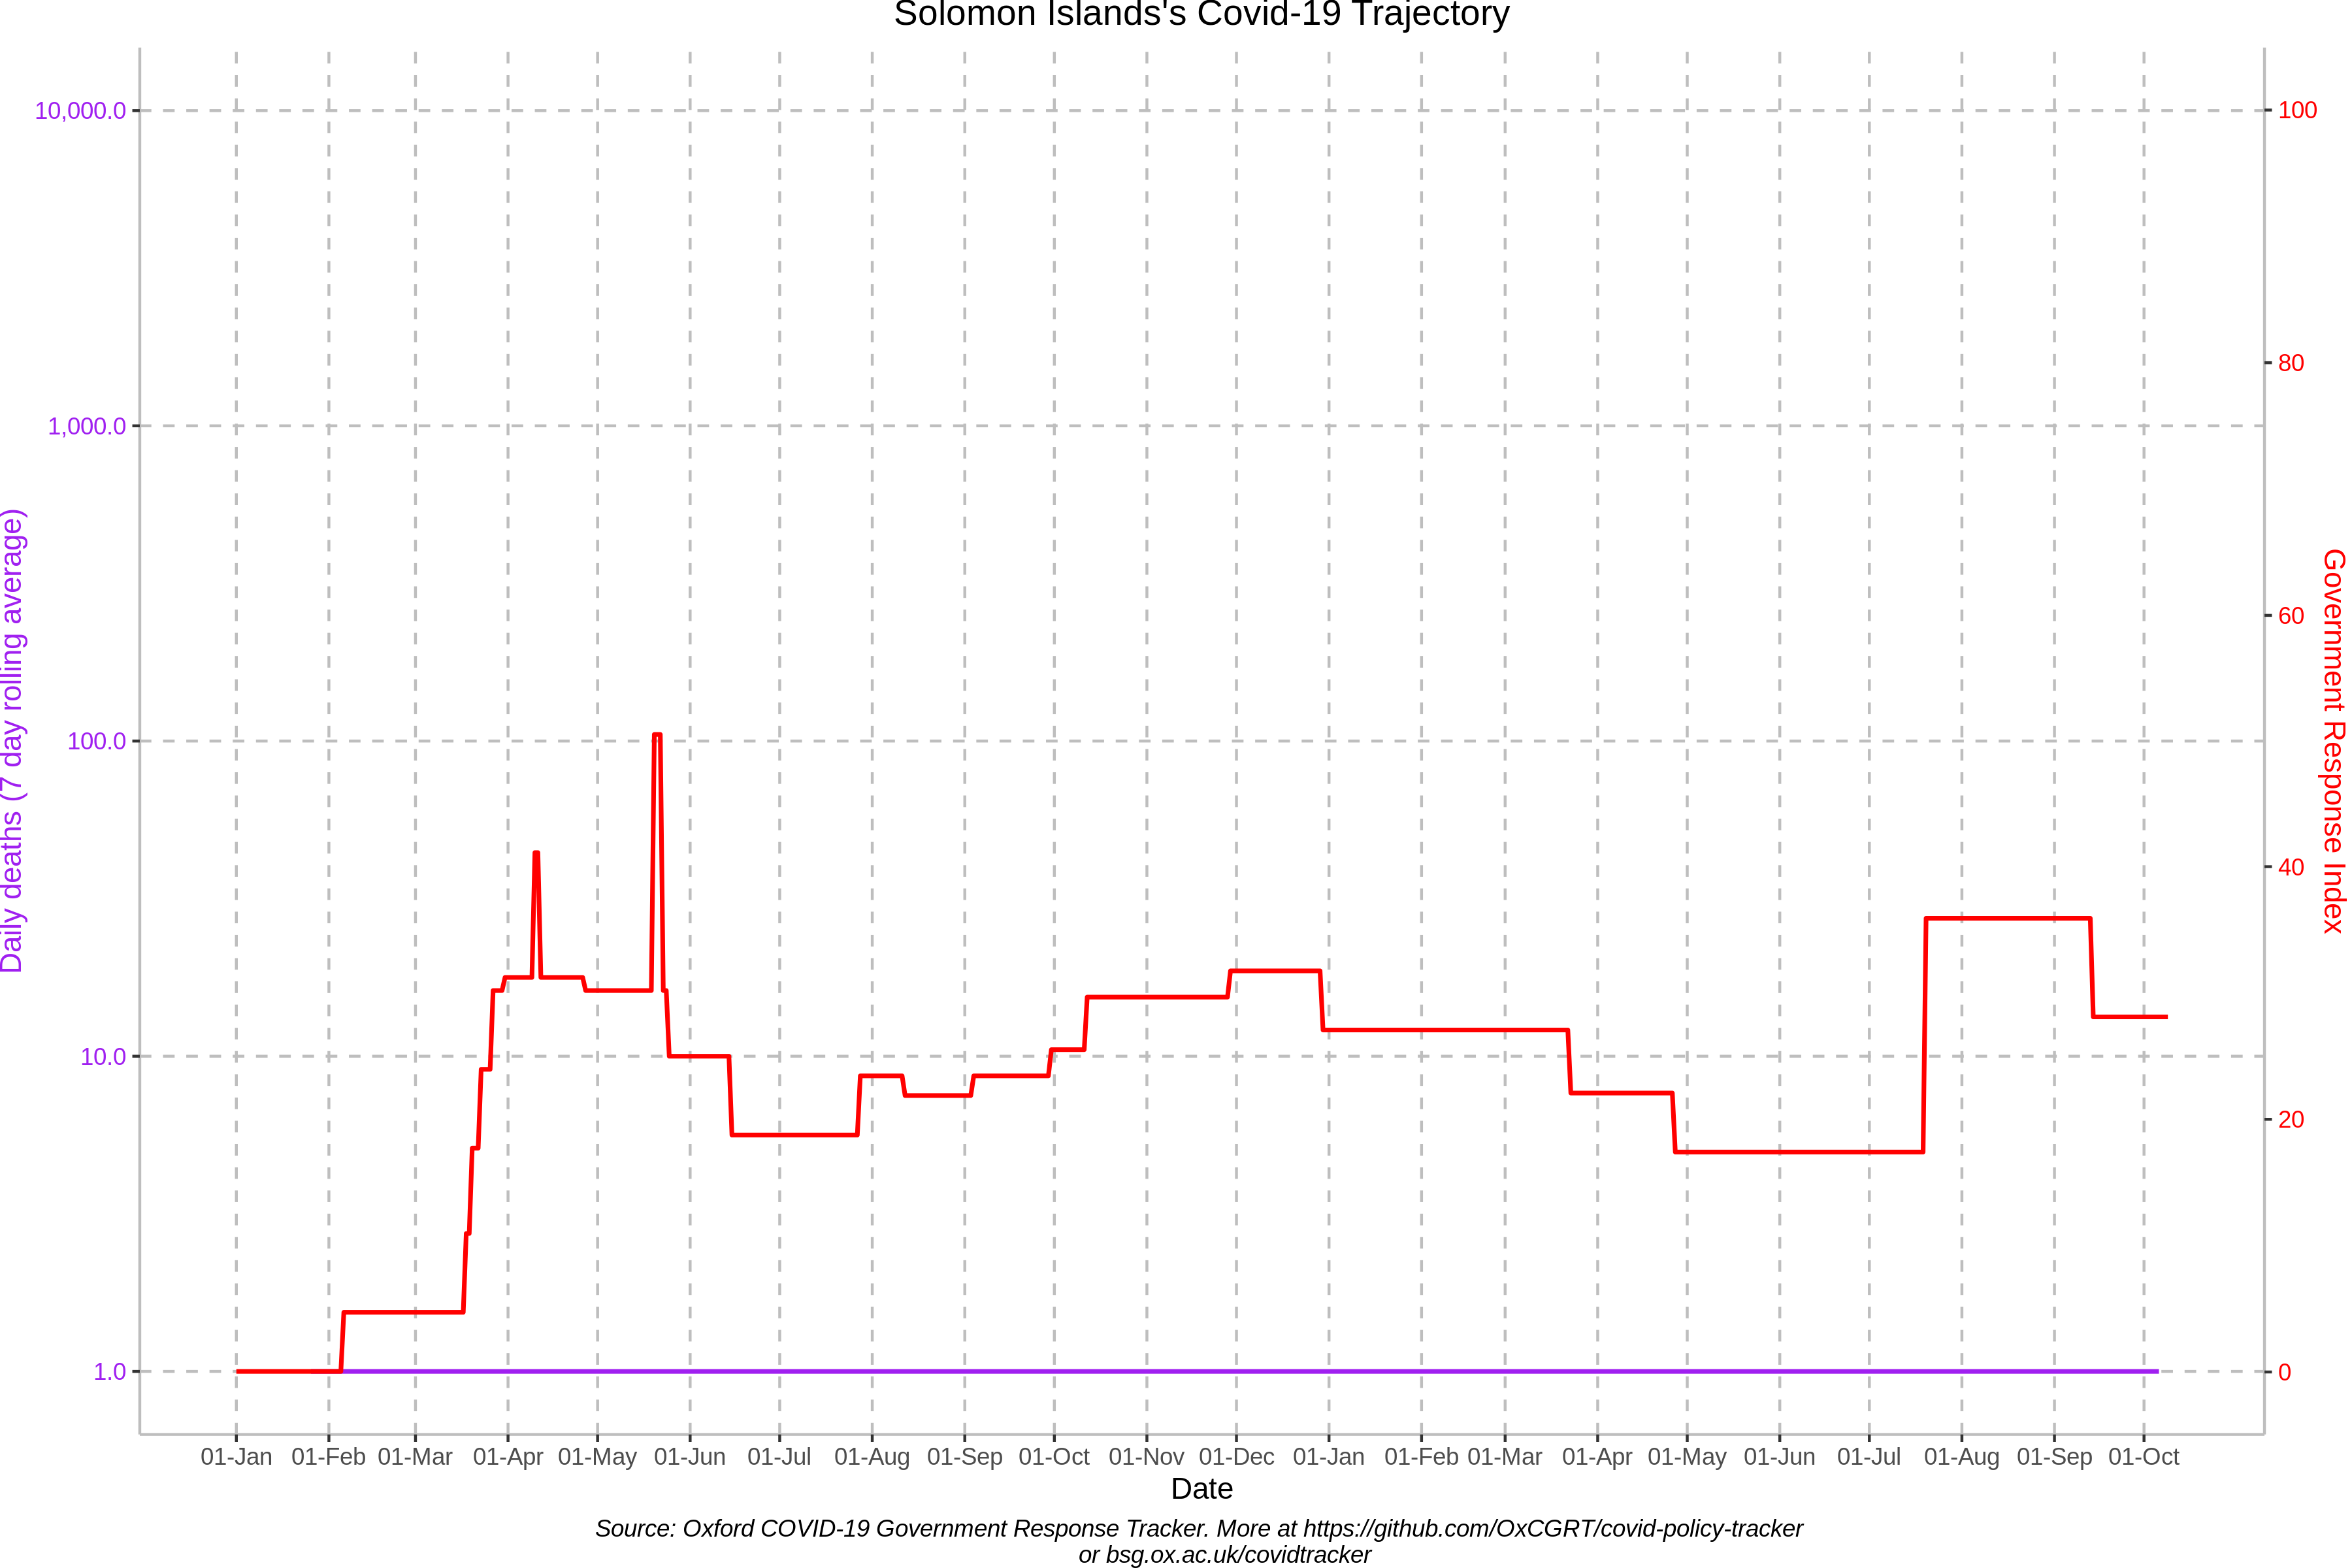 Solomon Islands's Covid-19 Trajectory
10,000.0
1,000.0
100.0
10.0
1.0
Daily deaths (7 day rolling average)
100
80
60
40
20
0
Government Response Index
01-Jan 01-Feb 01-Mar 01-Apr 01-May 01-Jun 01-Jul 01-Aug 01-Sep 01-Oct 01-Nov 01-Dec 01-Jan 01-Feb 01-Mar 01-Apr 01-May 01-Jun 01-Jul 01-Aug 01-Sep 01-Oct
Date
Source: Oxford COVID-19 Government Response Tracker. More at https://github.com/OxCGRT/covid-policy-tracker
or bsg.ox.ac.uk/covidtracker